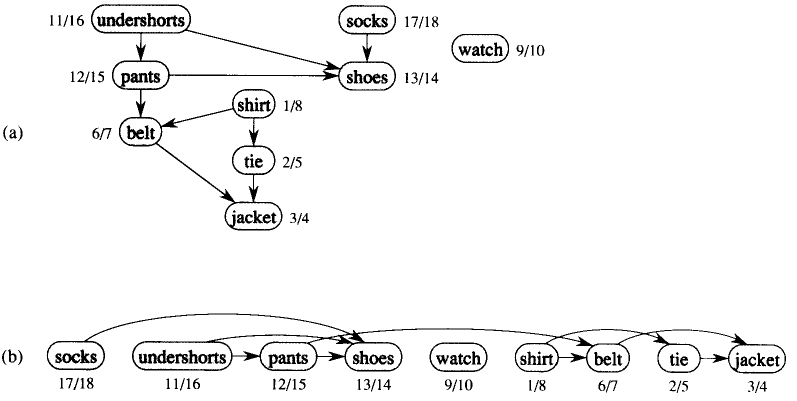 11/16 undershorts socks 17/18
watch 9/10
12/15 pants shoes 13/14
shirt 1/8
(a) 6/7 belt
tie 2/5
jacket 3/4
(b) socks undershorts pants shoes watch shirt belt tie jacket
17/18 11/16 12/15 13/14 9/10 1/8 6/7 2/5 3/4